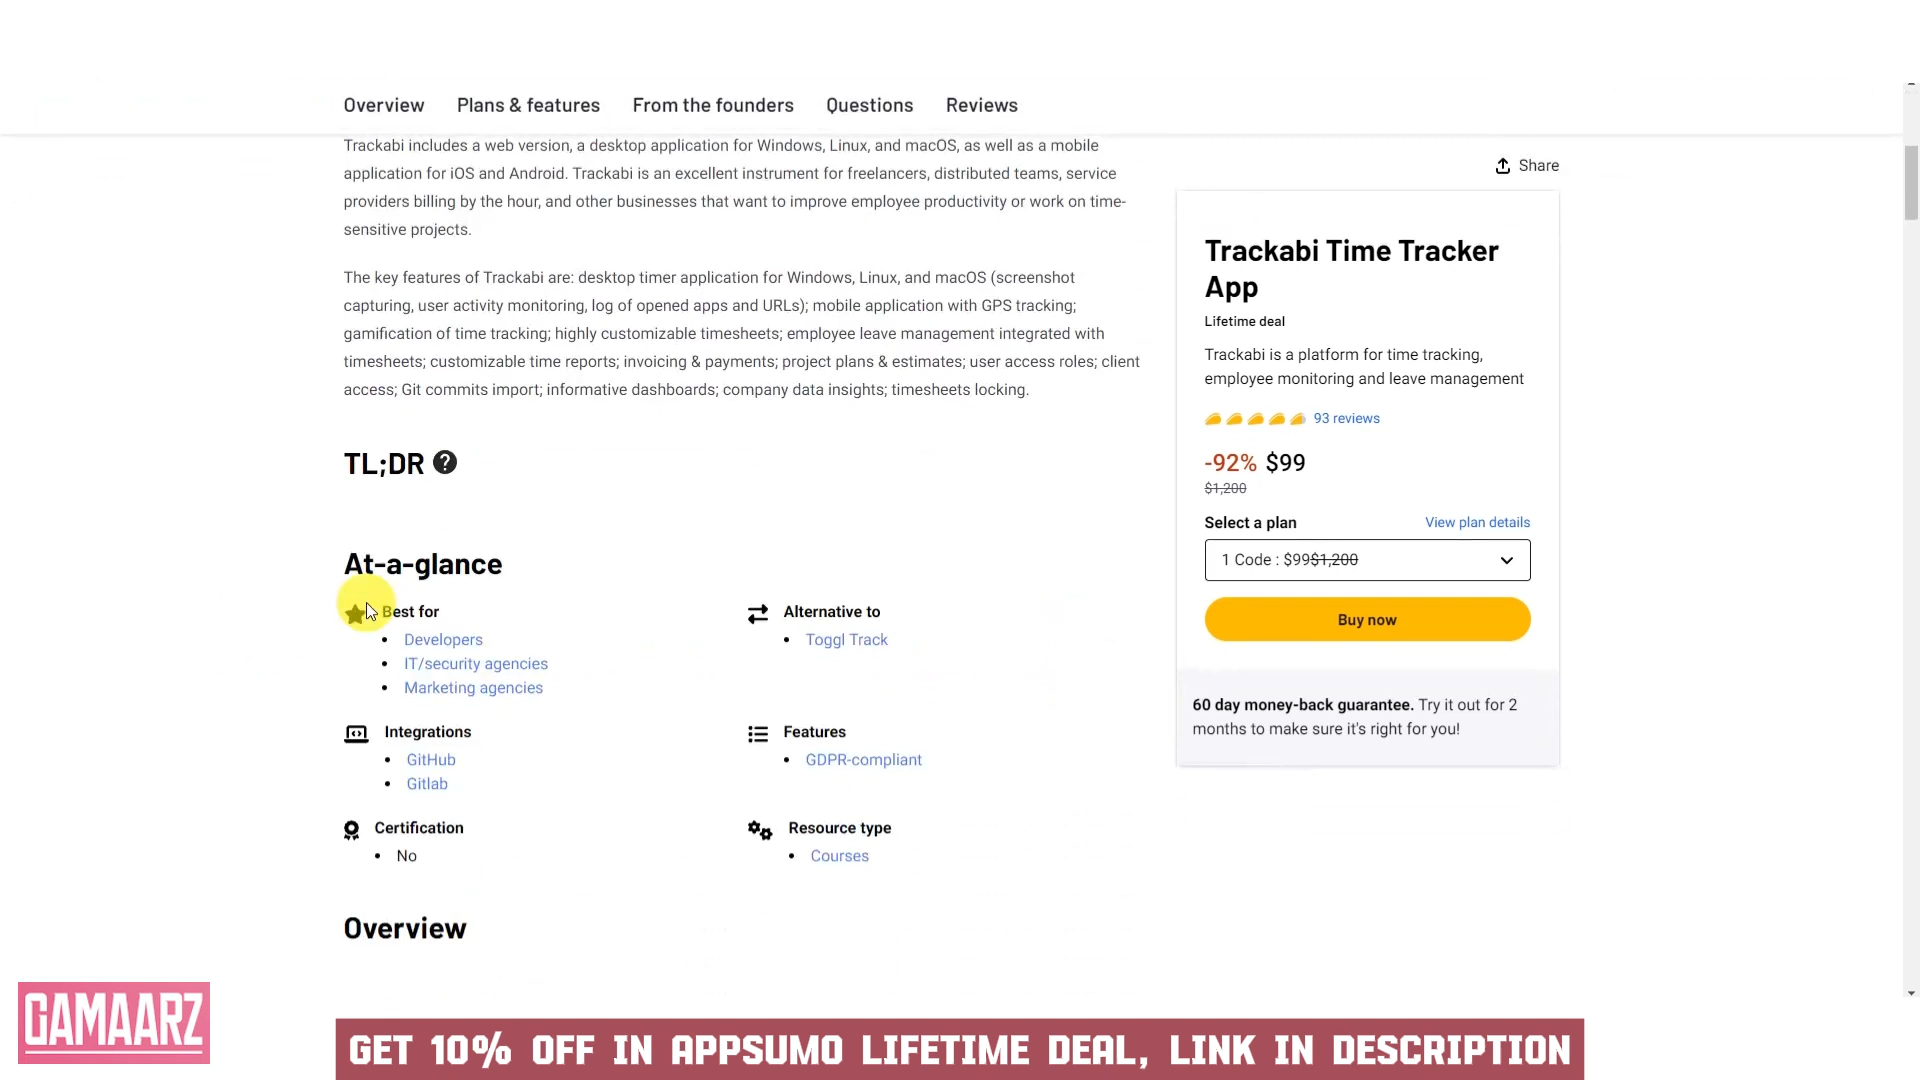 Overview Plans & features From the founders Questions Reviews
Trackabi includes a web version, a desktop application for Windows, Linux, and macOS, as well as a mobile
application for iOS and Android. Trackabi is an excellent instrument for freelancers, distributed teams, service
providers billing by the hour, and other businesses that want to improve employee productivity or work on time-
sensitive projects.
The key features of Trackabi are: desktop timer application for Windows, Linux, and macOS (screenshot
capturing, user activity monitoring, log of opened apps and URLs); mobile application with GPS tracking;
gamification of time tracking; highly customizable timesheets; employee leave management integrated with
timesheets; customizable time reports; invoicing & payments; project plans & estimates; user access roles; client
access; Git commits import; informative dashboards; company data insights; timesheets locking.
TL;DR ?
At-a-glance
Best for
• Developers
• IT/security agencies
• Marketing agencies
Alternative to
• Toggl Track
Integrations
• GitHub
• Gitlab
Features
• GDPR-compliant
Certification
• No
Resource type
• Courses
Overview
Share
Trackabi Time Tracker
App
Lifetime deal
Trackabi is a platform for time tracking,
employee monitoring and leave management
93 reviews
-92% $99
$1,200
Select a plan View plan details
1 Code : $99$1,200
Buy now
60 day money-back guarantee. Try it out for 2
months to make sure it's right for you!
GAMAARZ
GET 10% OFF IN APPSUMO LIFETIME DEAL, LINK IN DESCRIPTION